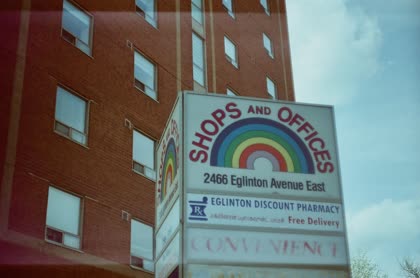 SHOPS AND OFFICES
2466 Eglinton Avenue East
EGLINTON DISCOUNT PHARMACY
Free Delivery
CONVENIENCE